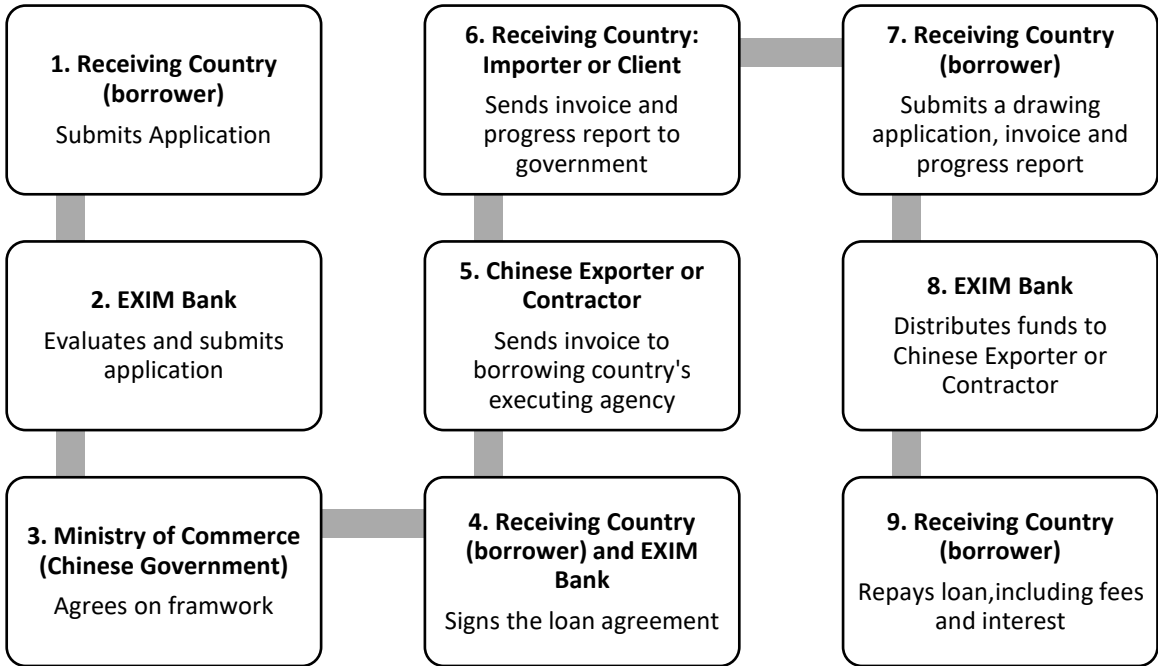 1. Receiving Country
(borrower)
Submits Application
2. EXIM Bank
Evaluates and submits
application
3. Ministry of Commerce
(Chinese Government)
Agrees on framwork
4. Receiving Country
(borrower) and EXIM
Bank
Signs the loan agreement
5. Chinese Exporter or
Contractor
Sends invoice to
borrowing country's
executing agency
6. Receiving Country:
Importer or Client
Sends invoice and
progress report to
government
7. Receiving Country
(borrower)
Submits a drawing
application, invoice and
progress report
8. EXIM Bank
Distributes funds to
Chinese Exporter or
Contractor
9. Receiving Country
(borrower)
Repays loan,including fees
and interest